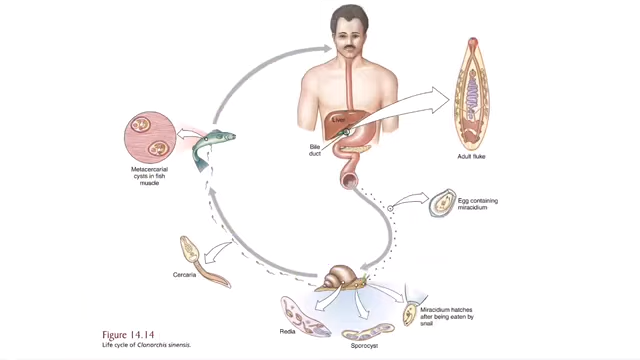 Liver
Bile
duct
Adult fluke
Metacercarial
cysts in fish
muscle
Egg containing
miracidium
Cercaria
Miracidium hatches
after being eaten by
snail
Redia
Sporocyst
Figure 14.14
Life cycle of Clonorchis sinensis.